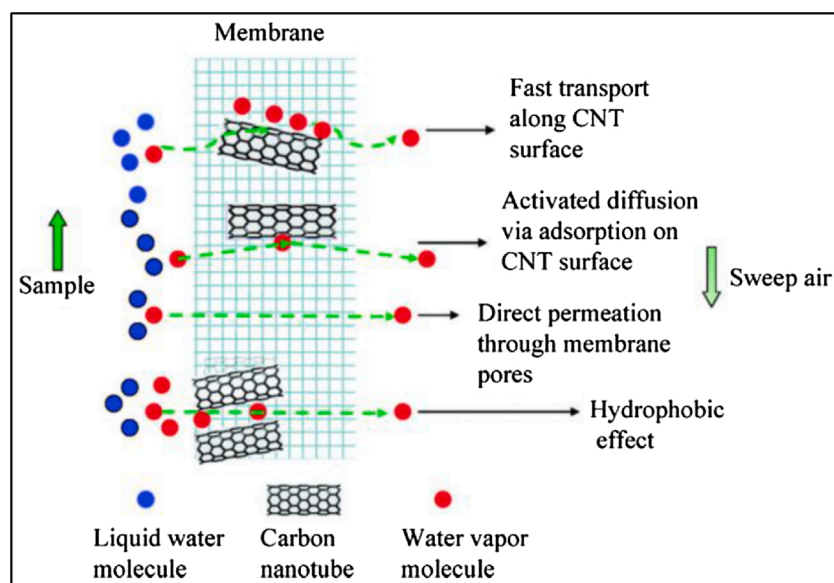 Membrane
Fast transport
along CNT
surface
Activated diffusion
via adsorption on
CNT surface
Sample
Sweep air
Direct permeation
through membrane
pores
Hydrophobic
effect
Liquid water
molecule
Carbon
nanotube
Water vapor
molecule